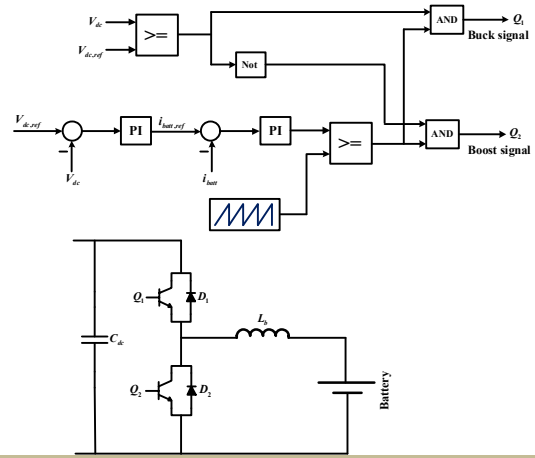 V_dc
V_dc,ref
>=
Not
AND
Q_1
Buck signal
V_dc,ref
V_dc
PI
i_batt,ref
i_batt
PI
>=
AND
Q_2
Boost signal
Q_1
D_1
C_dc
L_b
Q_2
D_2
Battery